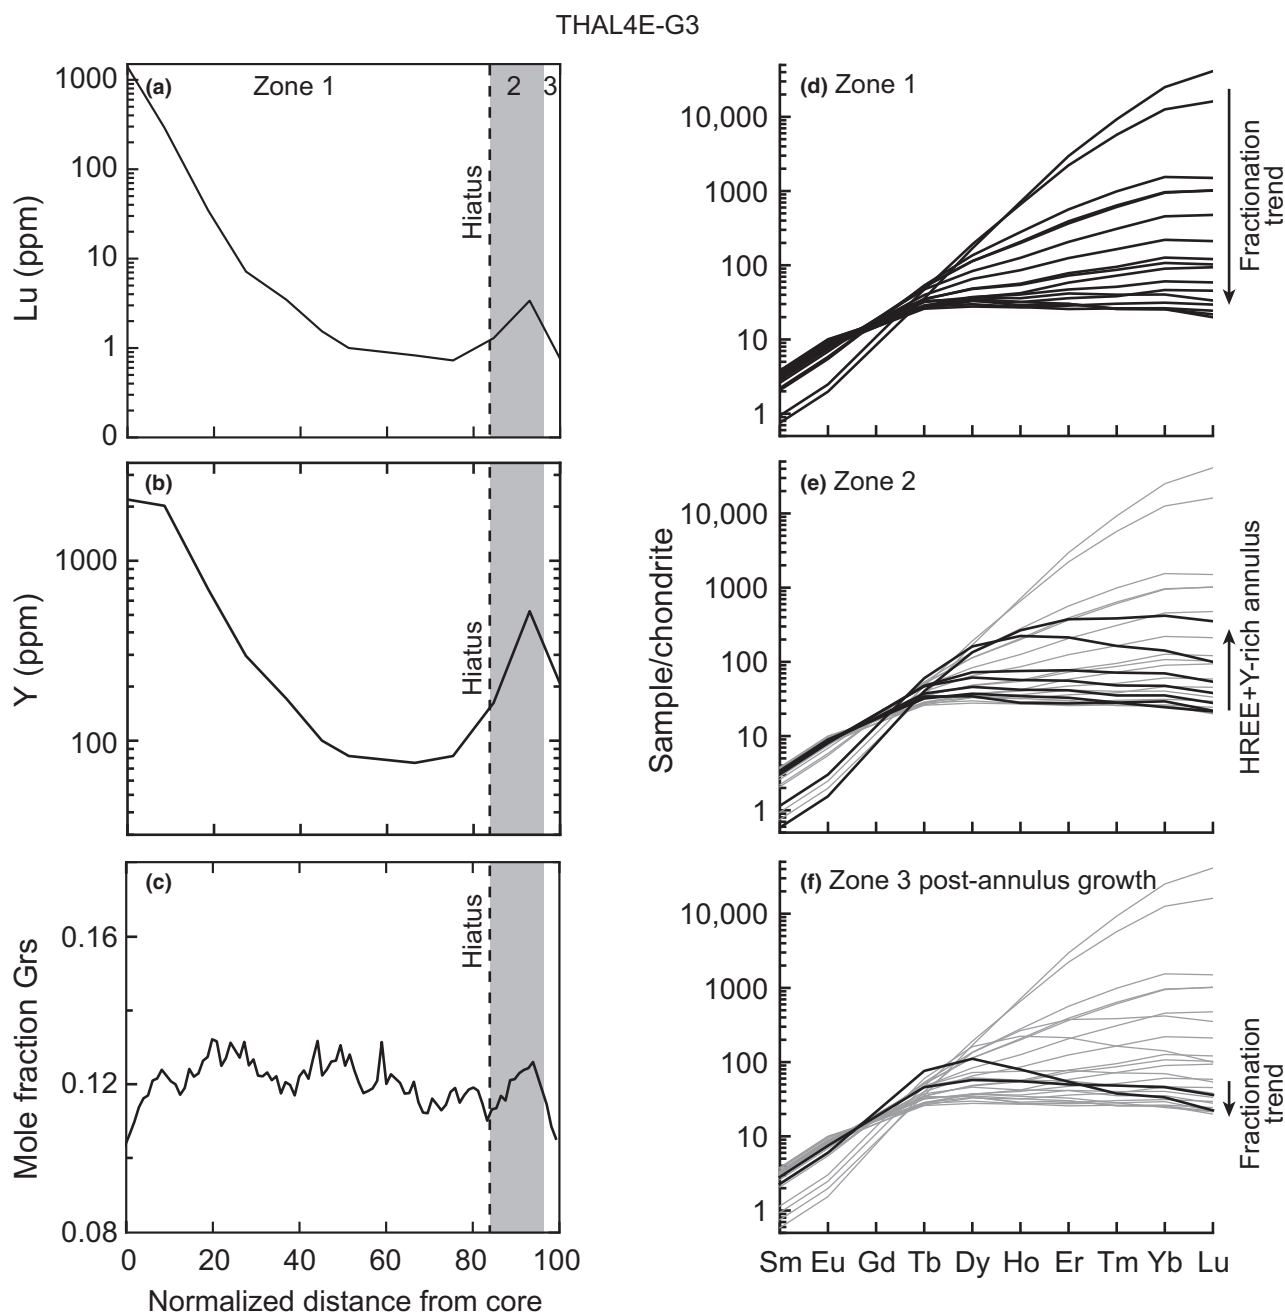 THAL4E-G3
(a) Zone 1 2 3
Lu (ppm)
1000
100
10
1
0
Hiatus
(b)
Y (ppm)
1000
100
Hiatus
(c)
Mole fraction Grs
0.16
0.12
0.08
Hiatus
0 20 40 60 80 100
Normalized distance from core
Sample/chondrite
(d) Zone 1
10,000
1000
100
10
1
Fractionation
trend
(e) Zone 2
10,000
1000
100
10
1
HREE+Y-rich annulus
(f) Zone 3 post-annulus growth
10,000
1000
100
10
1
Fractionation
trend
Sm Eu Gd Tb Dy Ho Er Tm Yb Lu